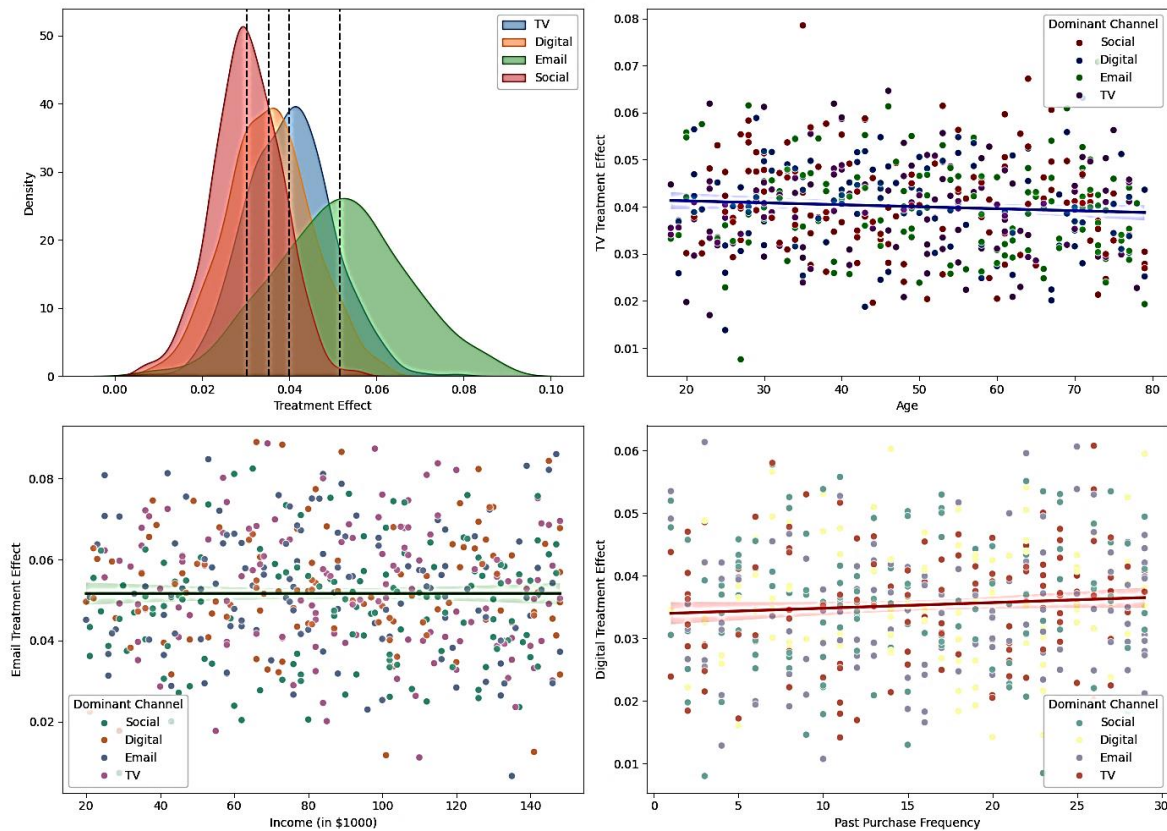 TV
Digital
Email
Social
50
40
30
20
10
0
Density
0.00 0.02 0.04 0.06 0.08 0.10
Treatment Effect
Dominant Channel
Social
Digital
Email
TV
0.08
0.07
0.06
0.05
0.04
0.03
0.02
0.01
TV Treatment Effect
20 30 40 50 60 70 80
Age
0.08
0.06
0.04
0.02
Email Treatment Effect
Dominant Channel
Social
Digital
Email
TV
20 40 60 80 100 120 140
Income (in $1000)
0.06
0.05
0.04
0.03
0.02
0.01
Digital Treatment Effect
Dominant Channel
Social
Digital
Email
TV
0 5 10 15 20 25 30
Past Purchase Frequency